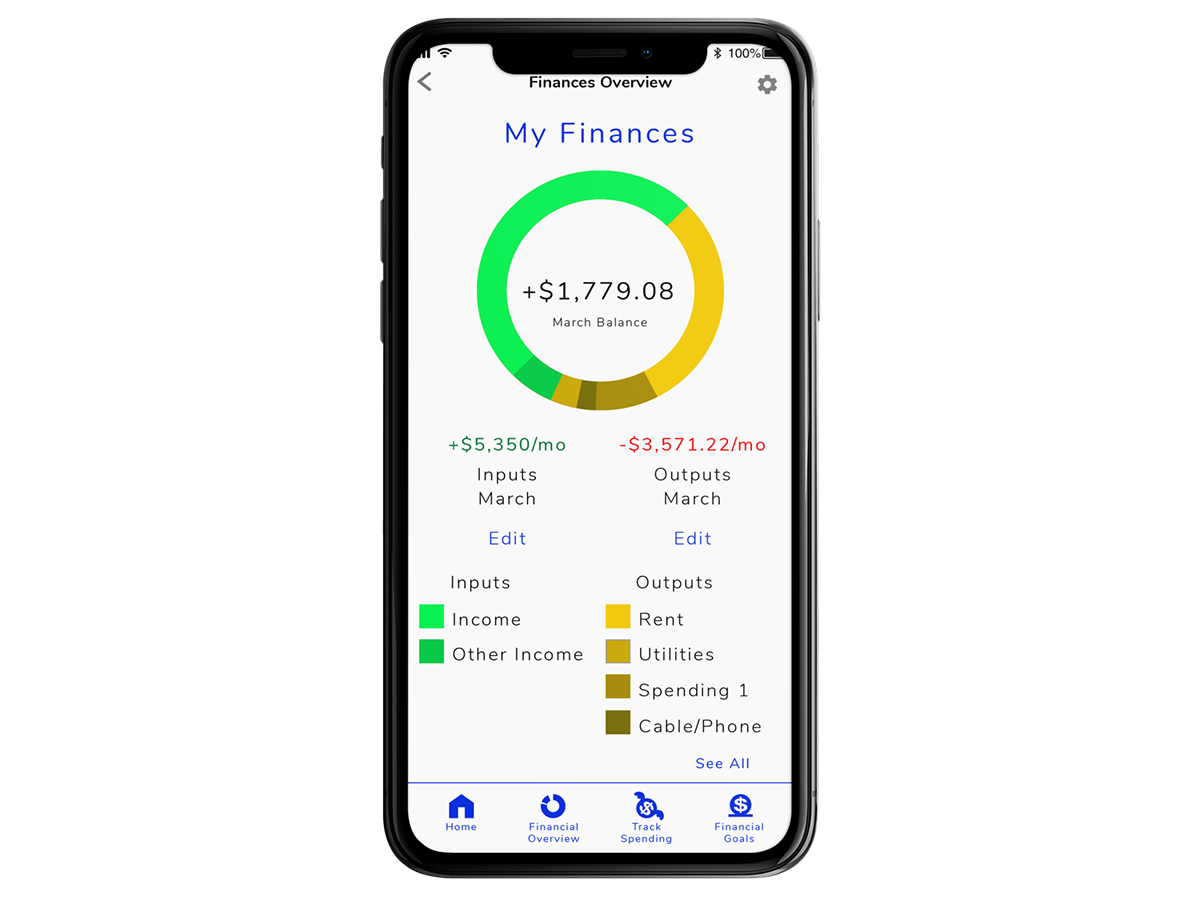 100%
Finances Overview
My Finances
+$1,779.08
March Balance
+$5,350/mo
Inputs
March
Edit
-$3,571.22/mo
Outputs
March
Edit
Inputs
Income
Other Income
Outputs
Rent
Utilities
Spending 1
Cable/Phone
See All
Home
Financial
Overview
Track
Spending
Financial
Goals